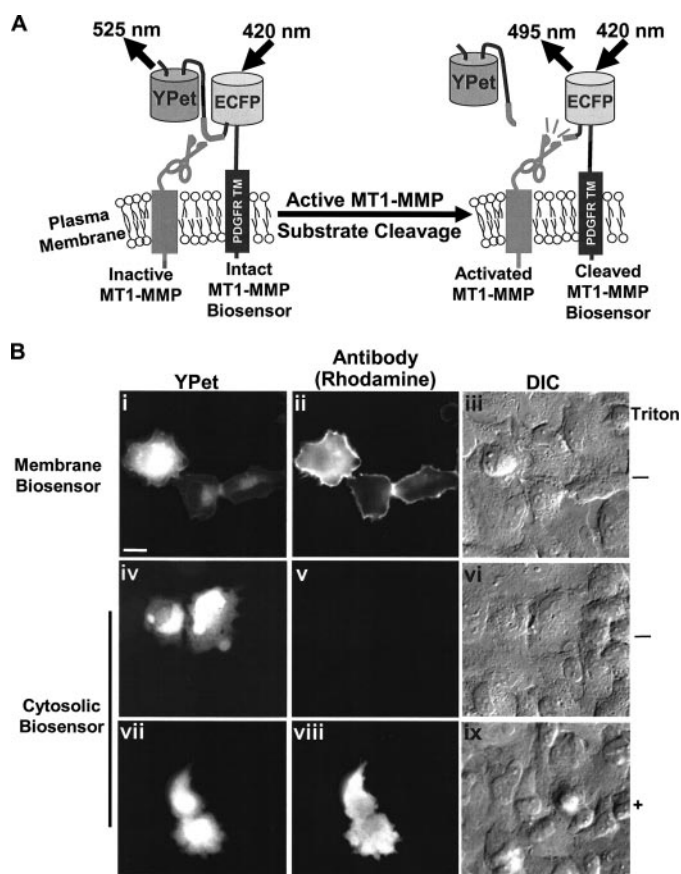 A
525 nm
420 nm
YPet
ECFP
PDGFR TM
Plasma
Membrane
Inactive
MT1-MMP
Intact
MT1-MMP
Biosensor
Active MT1-MMP
Substrate Cleavage
495 nm
420 nm
YPet
ECFP
PDGFR TM
Activated
MT1-MMP
Cleaved
MT1-MMP
Biosensor
B
YPet
Antibody
(Rhodamine)
DIC
Triton
Membrane
Biosensor
i
ii
iii
−
Cytosolic
Biosensor
iv
v
vi
−
vii
viii
ix
+